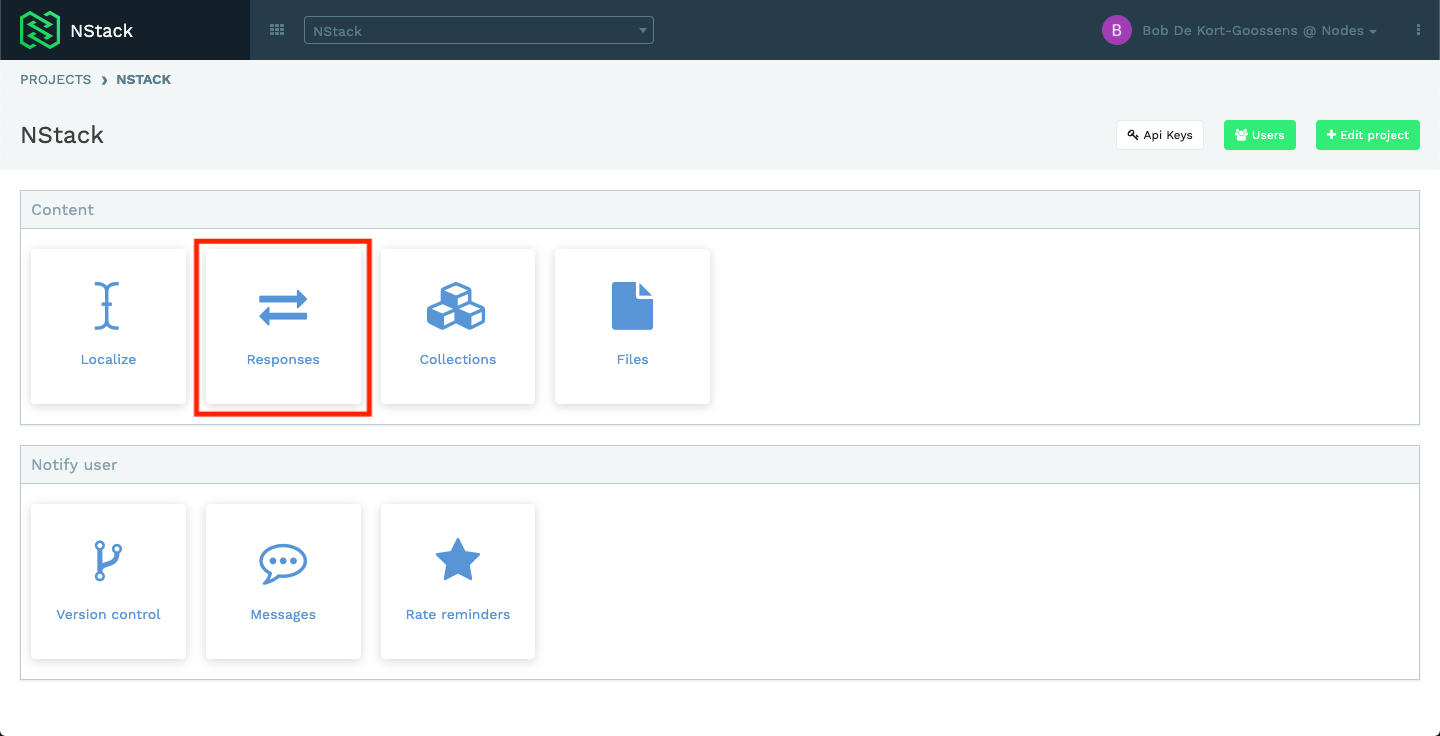 NStack
NStack
B
Bob De Kort-Goossens @ Nodes
PROJECTS › NSTACK
NStack
Api Keys
Users
Edit project
Content
Localize
Responses
Collections
Files
Notify user
Version control
Messages
Rate reminders